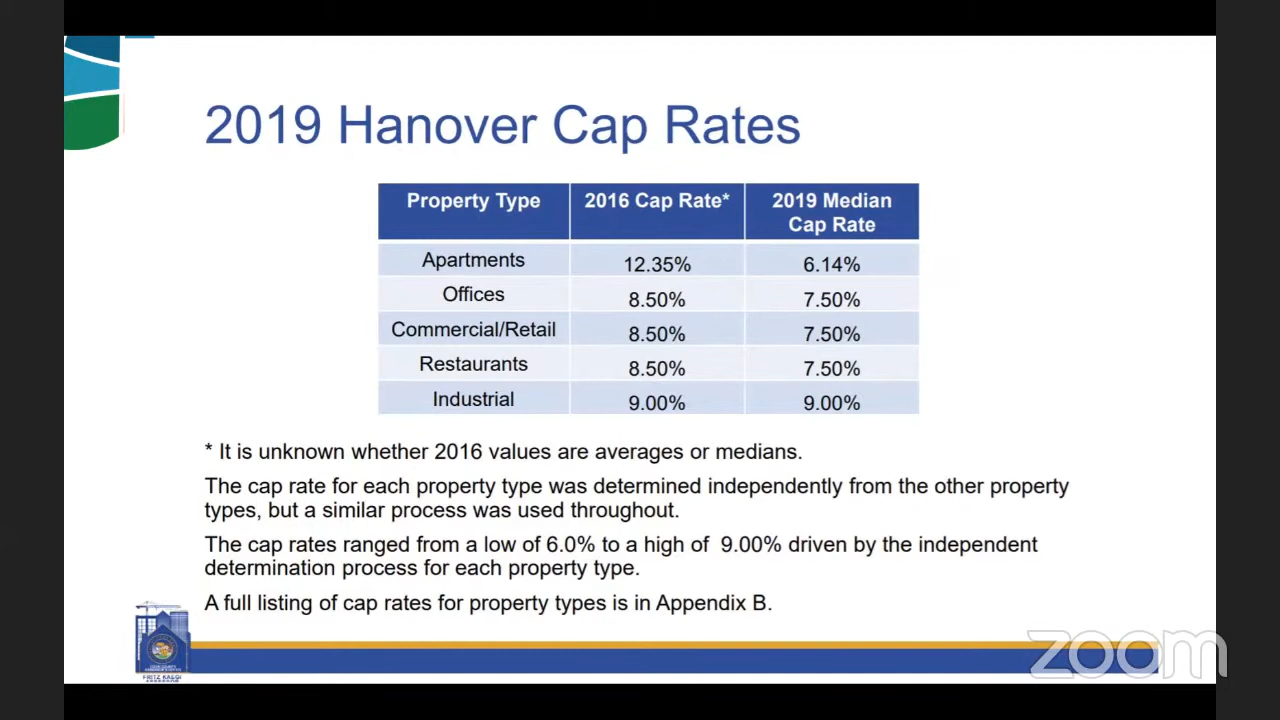 2019 Hanover Cap Rates
Property Type 2016 Cap Rate* 2019 Median Cap Rate
Apartments 12.35% 6.14%
Offices 8.50% 7.50%
Commercial/Retail 8.50% 7.50%
Restaurants 8.50% 7.50%
Industrial 9.00% 9.00%
* It is unknown whether 2016 values are averages or medians.
The cap rate for each property type was determined independently from the other property
types, but a similar process was used throughout.
The cap rates ranged from a low of 6.0% to a high of 9.00% driven by the independent
determination process for each property type.
A full listing of cap rates for property types is in Appendix B.
FRITZ KAEGI
zoom